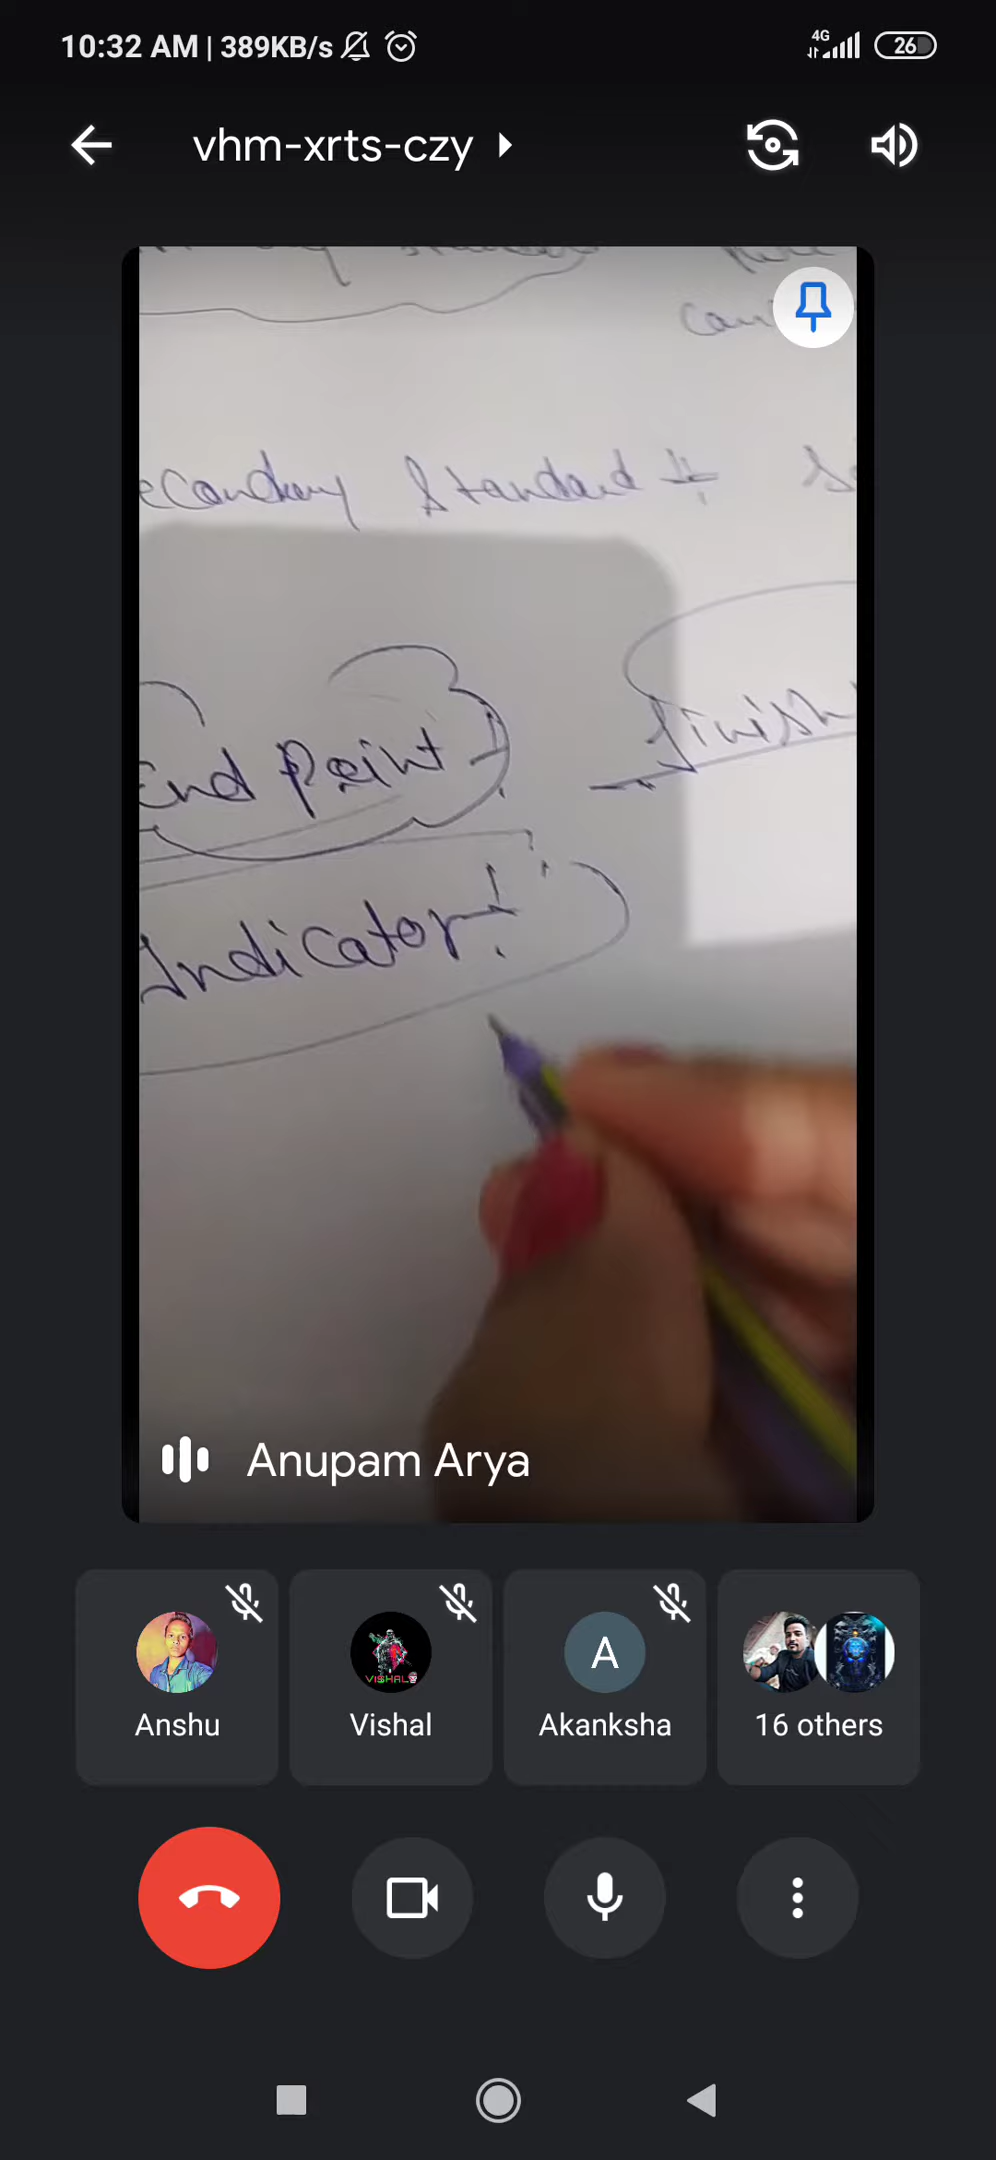 10:32 AM | 389KB/s
4G
26
vhm-xrts-czy
econdary Standard
End Point
finish
Indicator
Anupam Arya
VISHAL
A
Anshu
Vishal
Akanksha
16 others